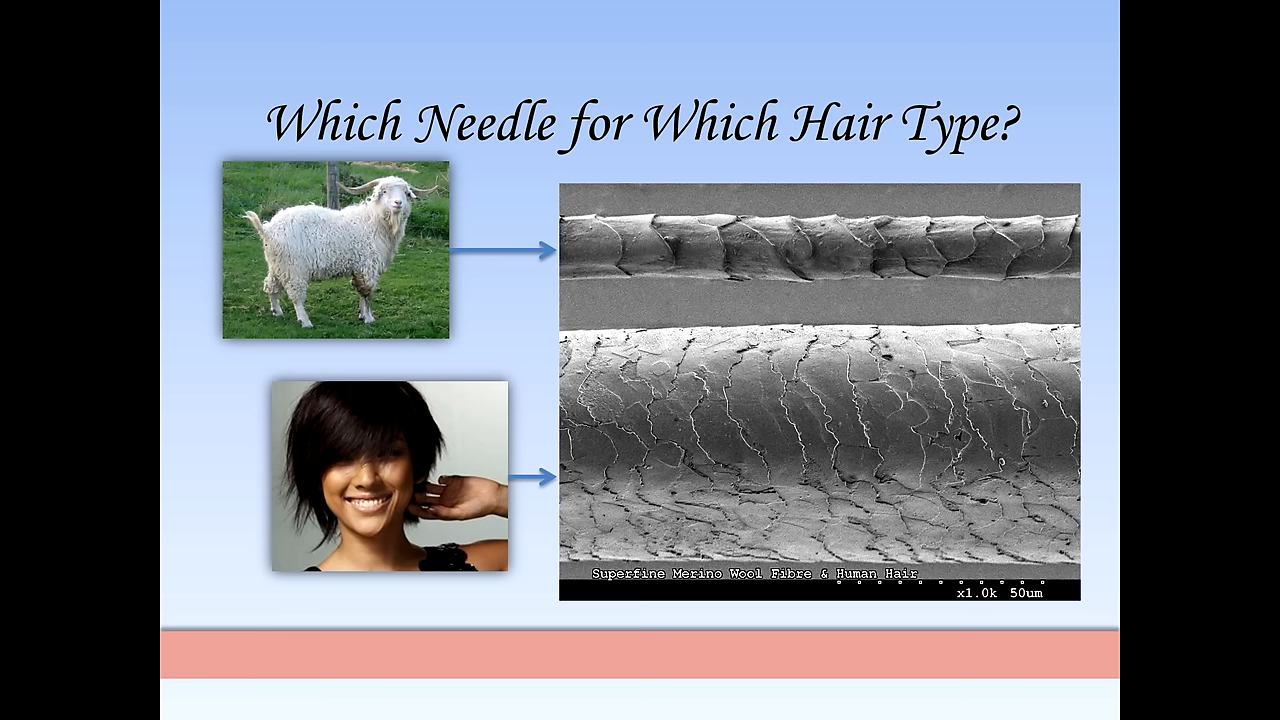 Which Needle for Which Hair Type?
Superfine Merino Wool Fibre & Human Hair
x1.0k 50um